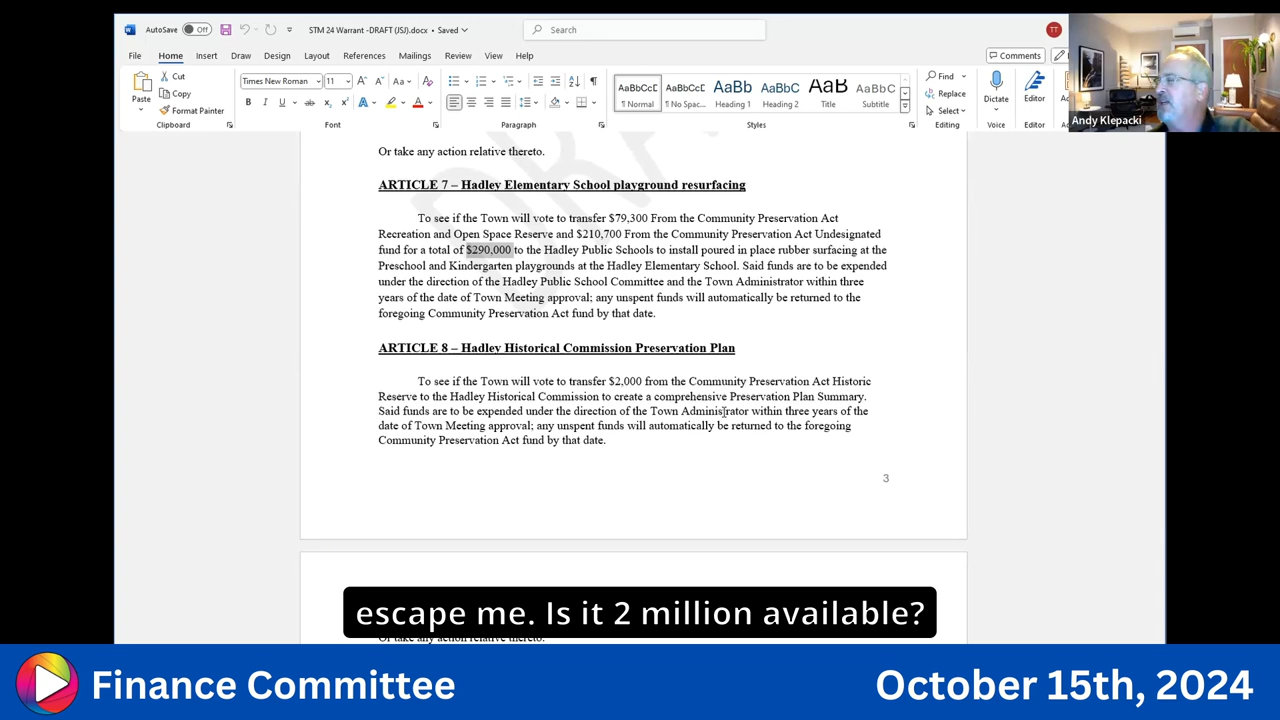 AutoSave Off STM 24 Warrant -DRAFT (JSJ).docx • Saved Search TT
File Home Insert Draw Design Layout References Mailings Review View Help Comments
Paste Cut Copy Format Painter
Times New Roman 11 Aa
B I U ab x₂ x² A A
AaBbCcD AaBbCcD AaBb AaBbC AaB AaBbC
¶ Normal ¶ No Spac... Heading 1 Heading 2 Title Subtitle
Find Replace Select
Dictate Editor
Clipboard Font Paragraph Styles Editing Voice Editor
Andy Klepacki
DRA
Or take any action relative thereto.
ARTICLE 7 – Hadley Elementary School playground resurfacing
To see if the Town will vote to transfer $79,300 From the Community Preservation Act
Recreation and Open Space Reserve and $210,700 From the Community Preservation Act Undesignated
fund for a total of $290,000 to the Hadley Public Schools to install poured in place rubber surfacing at the
Preschool and Kindergarten playgrounds at the Hadley Elementary School. Said funds are to be expended
under the direction of the Hadley Public School Committee and the Town Administrator within three
years of the date of Town Meeting approval; any unspent funds will automatically be returned to the
foregoing Community Preservation Act fund by that date.
ARTICLE 8 – Hadley Historical Commission Preservation Plan
To see if the Town will vote to transfer $2,000 from the Community Preservation Act Historic
Reserve to the Hadley Historical Commission to create a comprehensive Preservation Plan Summary.
Said funds are to be expended under the direction of the Town Administrator within three years of the
date of Town Meeting approval; any unspent funds will automatically be returned to the foregoing
Community Preservation Act fund by that date.
3
escape me. Is it 2 million available?
Finance Committee
October 15th, 2024